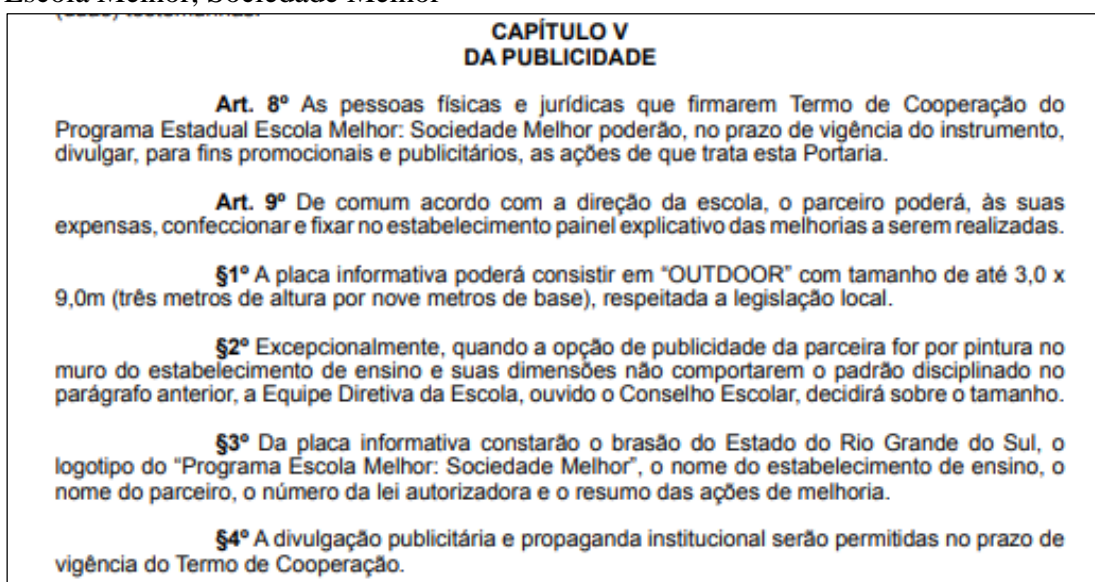 Escola Melhor, Sociedade Melhor
CAPÍTULO V
DA PUBLICIDADE
Art. 8º As pessoas físicas e jurídicas que firmarem Termo de Cooperação do
Programa Estadual Escola Melhor: Sociedade Melhor poderão, no prazo de vigência do instrumento,
divulgar, para fins promocionais e publicitários, as ações de que trata esta Portaria.
Art. 9º De comum acordo com a direção da escola, o parceiro poderá, às suas
expensas, confeccionar e fixar no estabelecimento painel explicativo das melhorias a serem realizadas.
§1º A placa informativa poderá consistir em “OUTDOOR” com tamanho de até 3,0 x
9,0m (três metros de altura por nove metros de base), respeitada a legislação local.
§2º Excepcionalmente, quando a opção de publicidade da parceira for por pintura no
muro do estabelecimento de ensino e suas dimensões não comportarem o padrão disciplinado no
parágrafo anterior, a Equipe Diretiva da Escola, ouvido o Conselho Escolar, decidirá sobre o tamanho.
§3º Da placa informativa constarão o brasão do Estado do Rio Grande do Sul, o
logotipo do “Programa Escola Melhor: Sociedade Melhor”, o nome do estabelecimento de ensino, o
nome do parceiro, o número da lei autorizadora e o resumo das ações de melhoria.
§4º A divulgação publicitária e propaganda institucional serão permitidas no prazo de
vigência do Termo de Cooperação.